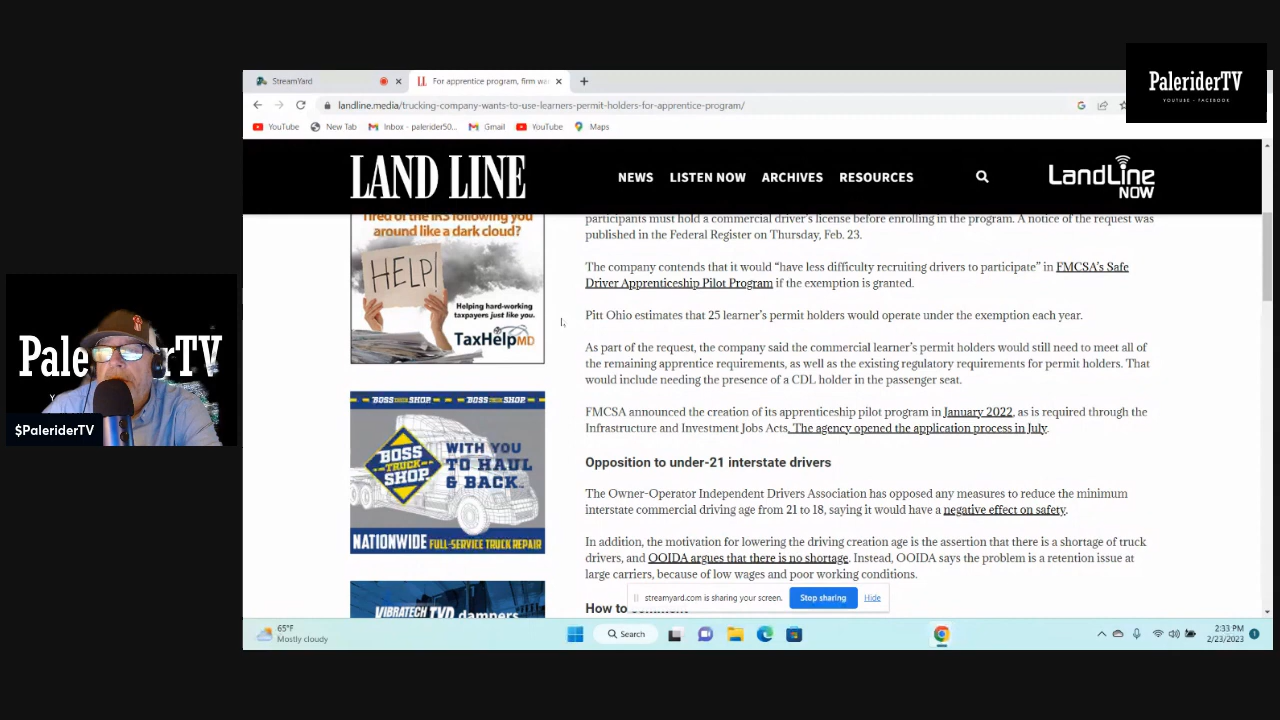 PaleriderTV
YOUTUBE - FACEBOOK
StreamYard
For apprentice program, firm wa
landline.media/trucking-company-wants-to-use-learners-permit-holders-for-apprentice-program/
YouTube
New Tab
Inbox - palerider50...
Gmail
YouTube
Maps
LAND LINE
NEWS
LISTEN NOW
ARCHIVES
RESOURCES
LandLine
NOW
Tired of the IRS following you
around like a dark cloud?
HELP!
Helping hard-working
taxpayers just like you.
TaxHelpMD
BOSS TRUCK SHOP
BOSS TRUCK SHOP
BOSS
TRUCK
SHOP
WITH YOU
TO HAUL
& BACK
NATIONWIDE FULL-SERVICE TRUCK REPAIR
VIBRATECH TVD dampers
participants must hold a commercial driver's license before enrolling in the program. A notice of the request was
published in the Federal Register on Thursday, Feb. 23.
The company contends that it would “have less difficulty recruiting drivers to participate” in FMCSA's Safe
Driver Apprenticeship Pilot Program if the exemption is granted.
Pitt Ohio estimates that 25 learner's permit holders would operate under the exemption each year.
As part of the request, the company said the commercial learner's permit holders would still need to meet all of
the remaining apprentice requirements, as well as the existing regulatory requirements for permit holders. That
would include needing the presence of a CDL holder in the passenger seat.
FMCSA announced the creation of its apprenticeship pilot program in January 2022, as is required through the
Infrastructure and Investment Jobs Acts. The agency opened the application process in July.
Opposition to under-21 interstate drivers
The Owner-Operator Independent Drivers Association has opposed any measures to reduce the minimum
interstate commercial driving age from 21 to 18, saying it would have a negative effect on safety.
In addition, the motivation for lowering the driving creation age is the assertion that there is a shortage of truck
drivers, and OOIDA argues that there is no shortage. Instead, OOIDA says the problem is a retention issue at
large carriers, because of low wages and poor working conditions.
How to comment
streamyard.com is sharing your screen.
Stop sharing
Hide
$PaleriderTV
65°F
Mostly cloudy
Search
2:33 PM
2/23/2023
1